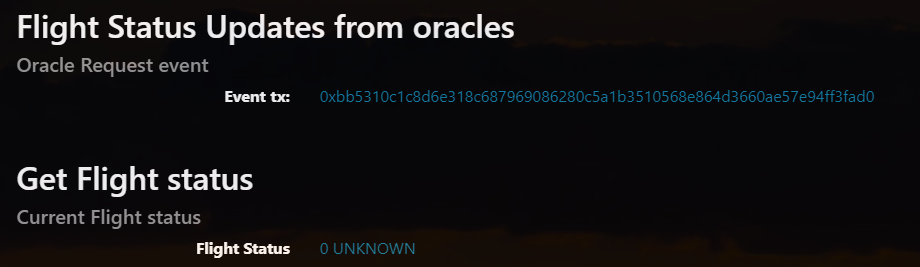 Flight Status Updates from oracles
Oracle Request event
Event tx: 0xbb5310c1c8d6e318c687969086280c5a1b3510568e864d3660ae57e94ff3fad0
Get Flight status
Current Flight status
Flight Status 0 UNKNOWN